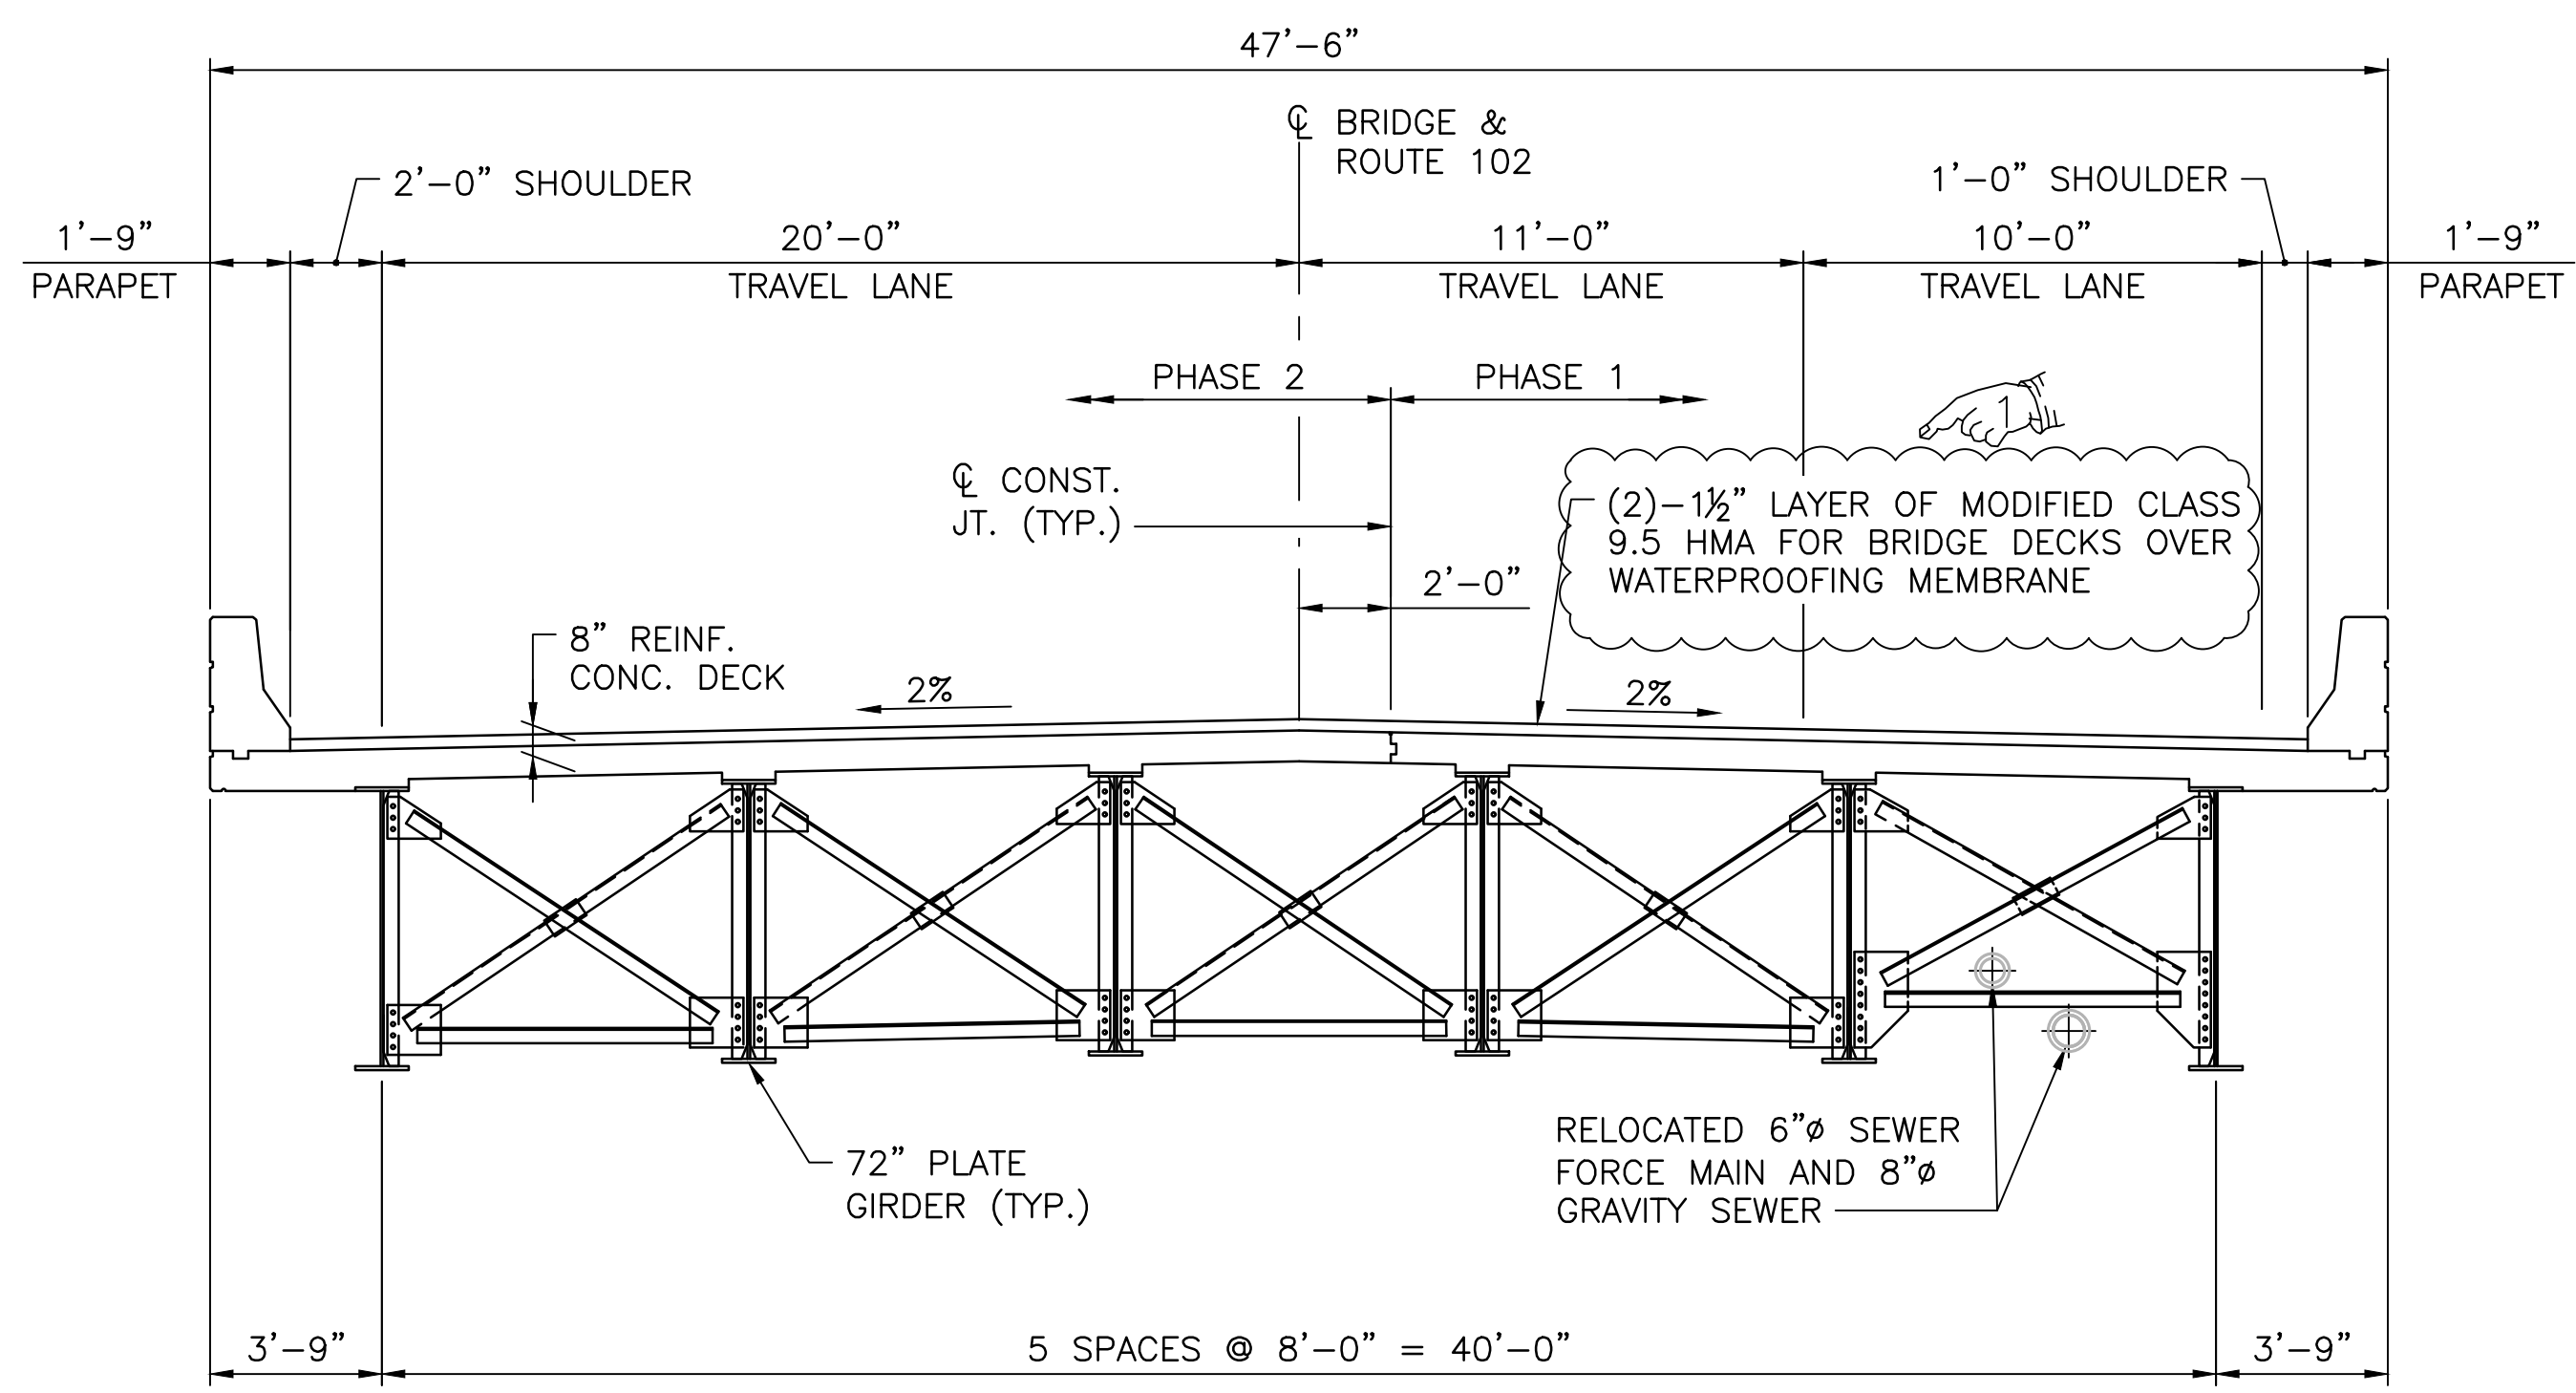 47'-6"
℄ BRIDGE &
ROUTE 102
2'-0" SHOULDER
1'-0" SHOULDER
1'-9"
PARAPET
20'-0"
TRAVEL LANE
11'-0"
TRAVEL LANE
10'-0"
TRAVEL LANE
1'-9"
PARAPET
PHASE 2
PHASE 1
1
℄ CONST.
JT. (TYP.)
(2)-1½" LAYER OF MODIFIED CLASS
9.5 HMA FOR BRIDGE DECKS OVER
WATERPROOFING MEMBRANE
2'-0"
8" REINF.
CONC. DECK
2%
2%
72" PLATE
GIRDER (TYP.)
RELOCATED 6"ø SEWER
FORCE MAIN AND 8"ø
GRAVITY SEWER
3'-9"
5 SPACES @ 8'-0" = 40'-0"
3'-9"